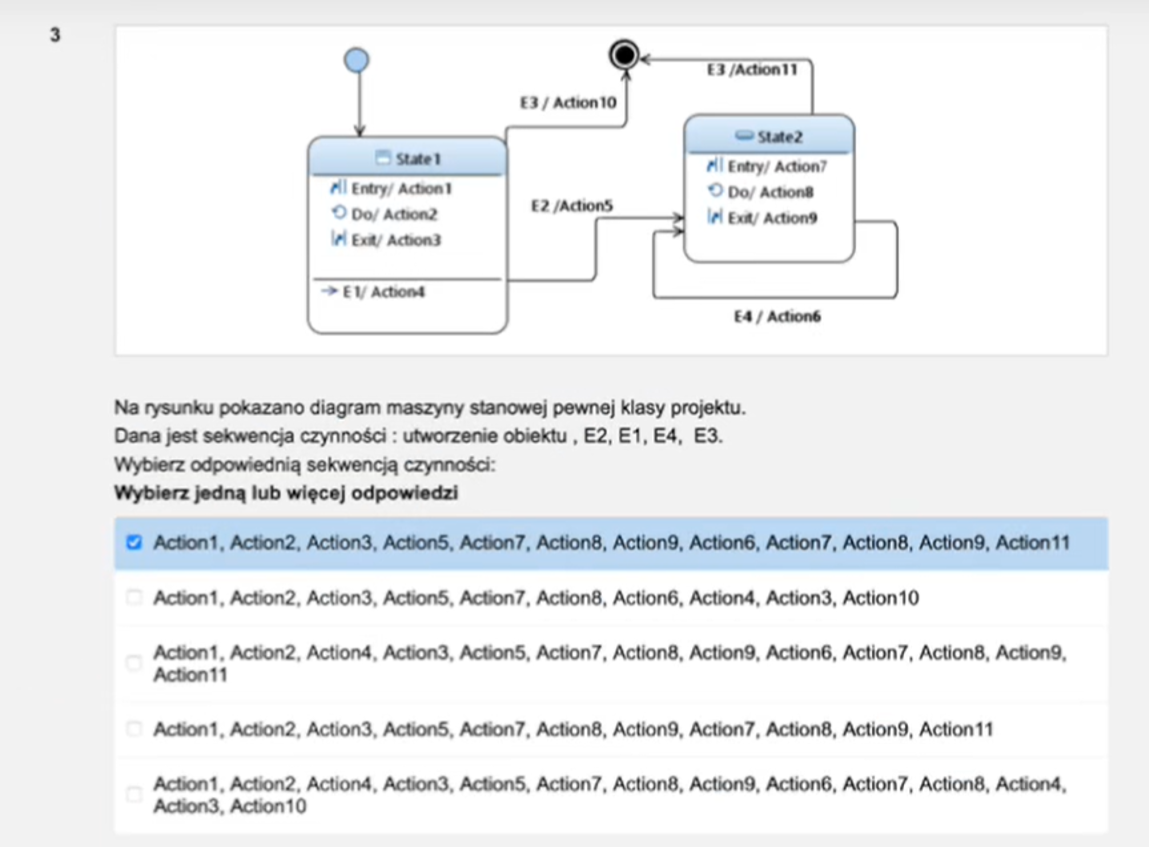 3
E3 /Action11
E3 / Action10
State1
State2
Entry/ Action1
Do/ Action2
Exit/ Action3
E1/ Action4
E2 /Action5
Entry/ Action7
Do/ Action8
Exit/ Action9
E4 / Action6
Na rysunku pokazano diagram maszyny stanowej pewnej klasy projektu.
Dana jest sekwencja czynności : utworzenie obiektu , E2, E1, E4, E3.
Wybierz odpowiednią sekwencją czynności:
Wybierz jedną lub więcej odpowiedzi
Action1, Action2, Action3, Action5, Action7, Action8, Action9, Action6, Action7, Action8, Action9, Action11
Action1, Action2, Action3, Action5, Action7, Action8, Action6, Action4, Action3, Action10
Action1, Action2, Action4, Action3, Action5, Action7, Action8, Action9, Action6, Action7, Action8, Action9,
Action11
Action1, Action2, Action3, Action5, Action7, Action8, Action9, Action7, Action8, Action9, Action11
Action1, Action2, Action4, Action3, Action5, Action7, Action8, Action9, Action6, Action7, Action8, Action4,
Action3, Action10